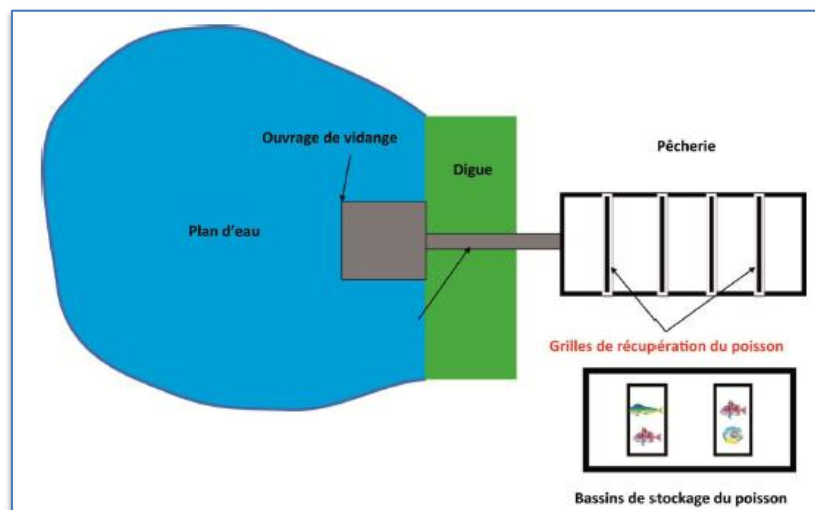 Ouvrage de vidange
Pêcherie
Digue
Plan d'eau
Grilles de récupération du poisson
Bassins de stockage du poisson